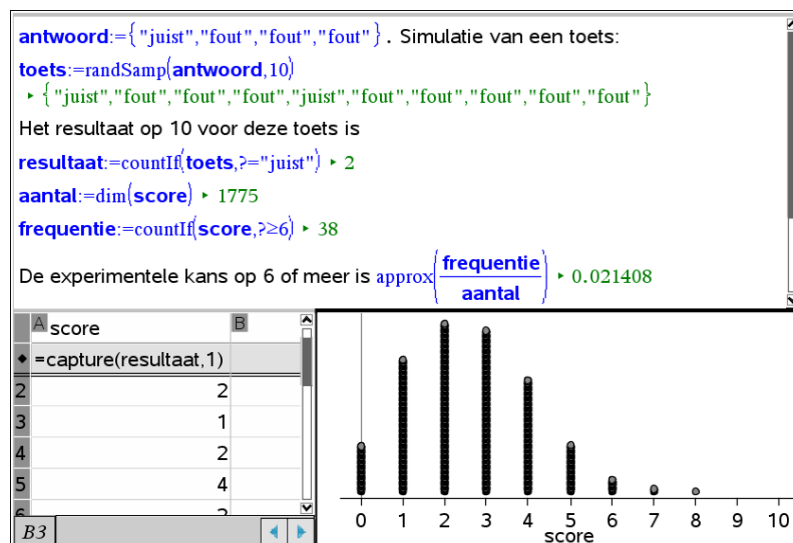 antwoord:={"juist","fout","fout","fout"}. Simulatie van een toets:
toets:=randSamp(antwoord,10)
▸ {"juist","fout","fout","fout","juist","fout","fout","fout","fout","fout"}
Het resultaat op 10 voor deze toets is
resultaat:=countIf(toets,?="juist") ▸ 2
aantal:=dim(score) ▸ 1775
frequentie:=countIf(score,?≥6) ▸ 38
De experimentele kans op 6 of meer is approx(frequentie/aantal) ▸ 0.021408
A score B
◆ =capture(resultaat,1)
2 2
3 1
4 2
5 4
B3
0 1 2 3 4 5 6 7 8 9 10
score